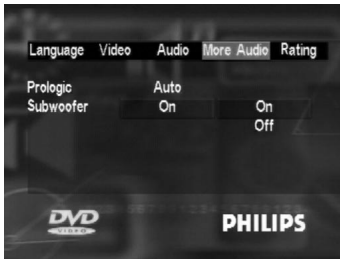 Language Video Audio More Audio Rating
Prologic Auto
Subwoofer On On
Off
DVD
VIDEO
PHILIPS